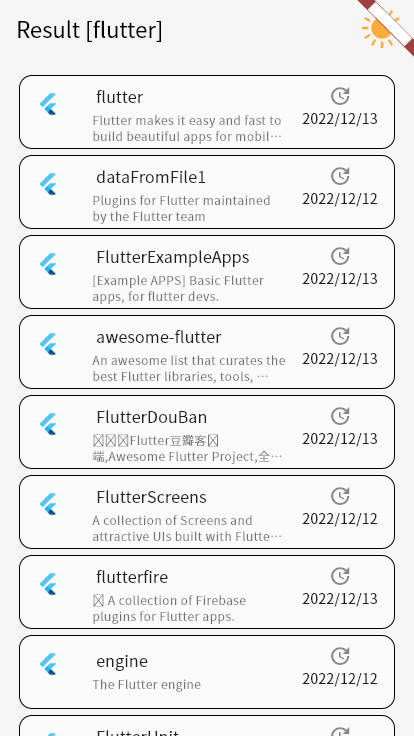 Result [flutter]
flutter
Flutter makes it easy and fast to
build beautiful apps for mobil…
2022/12/13
dataFromFile1
Plugins for Flutter maintained
by the Flutter team
2022/12/12
FlutterExampleApps
[Example APPS] Basic Flutter
apps, for flutter devs.
2022/12/13
awesome-flutter
An awesome list that curates the
best Flutter libraries, tools, …
2022/12/13
FlutterDouBan
Flutter豆瓣客
端,Awesome Flutter Project,全…
2022/12/13
FlutterScreens
A collection of Screens and
attractive UIs built with Flutte…
2022/12/12
flutterfire
A collection of Firebase
plugins for Flutter apps.
2022/12/13
engine
The Flutter engine
2022/12/12
FlutterUnit